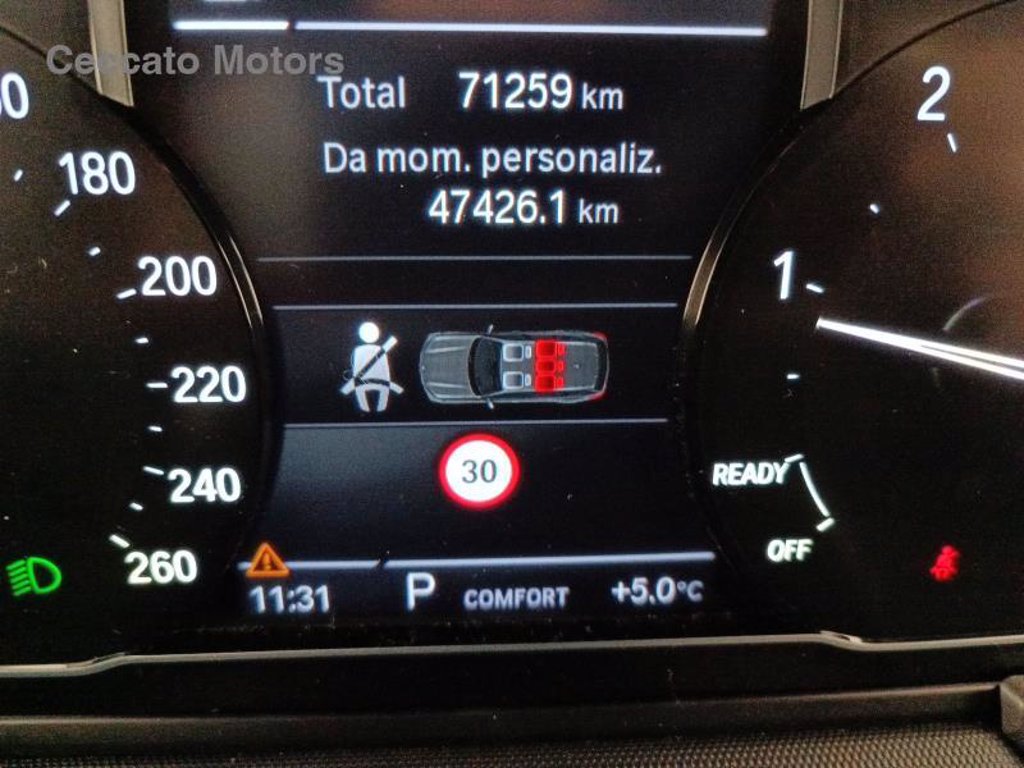 Ceccato Motors
Total 71259 km
Da mom. personaliz.
47426.1 km
180
200
220
240
260
2
1
READY
OFF
30
11:31 P COMFORT +5.0°C